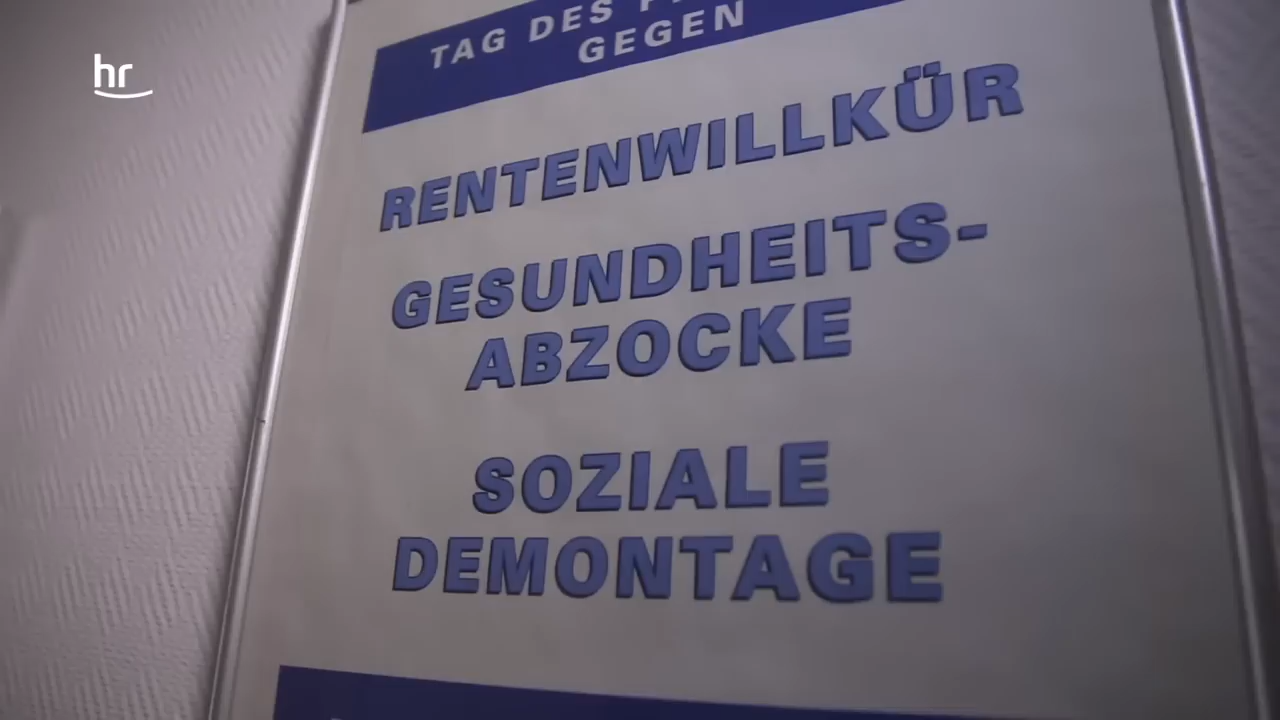 hr
TAG DES
GEGEN
RENTENWILLKÜR
GESUNDHEITS-
ABZOCKE
SOZIALE
DEMONTAGE